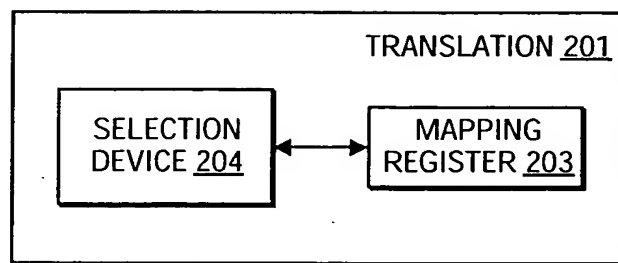 TRANSLATION 201
SELECTION
DEVICE 204
MAPPING
REGISTER 203